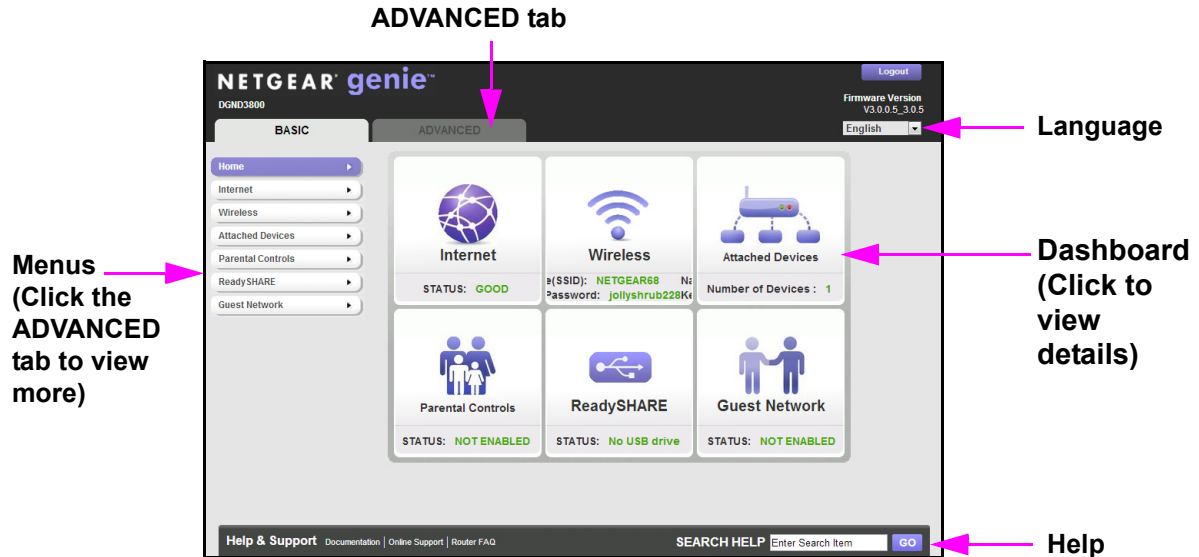 ADVANCED tab
NETGEAR® genie™
DGND3800
Logout
Firmware Version
V3.0.0.5_3.0.5
BASIC
ADVANCED
English
Language
Home
Internet
Wireless
Attached Devices
Parental Controls
ReadySHARE
Guest Network
Menus
(Click the
ADVANCED
tab to view
more)
Internet
STATUS: GOOD
Wireless
e(SSID): NETGEAR68 Na
Password: jollyshrub228Ke
Attached Devices
Number of Devices : 1
Dashboard
(Click to
view
details)
Parental Controls
STATUS: NOT ENABLED
ReadySHARE
STATUS: No USB drive
Guest Network
STATUS: NOT ENABLED
Help & Support Documentation | Online Support | Router FAQ
SEARCH HELP Enter Search Item GO
Help